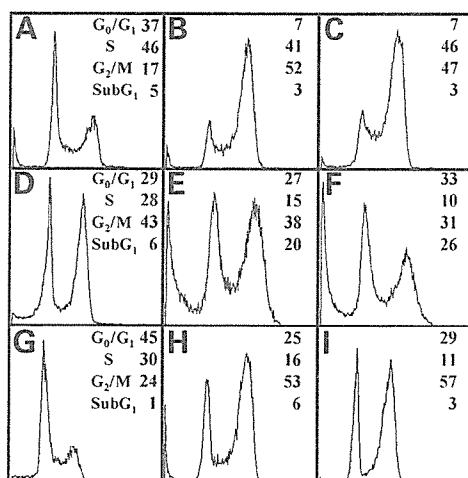 A G₀/G₁ 37 B 7 C 7
S 46 41 46
G₂/M 17 52 47
SubG₁ 5 3 3
D G₀/G₁ 29 E 27 F 33
S 28 15 10
G₂/M 43 38 31
SubG₁ 6 20 26
G G₀/G₁ 45 H 25 I 29
S 30 16 11
G₂/M 24 53 57
SubG₁ 1 6 3